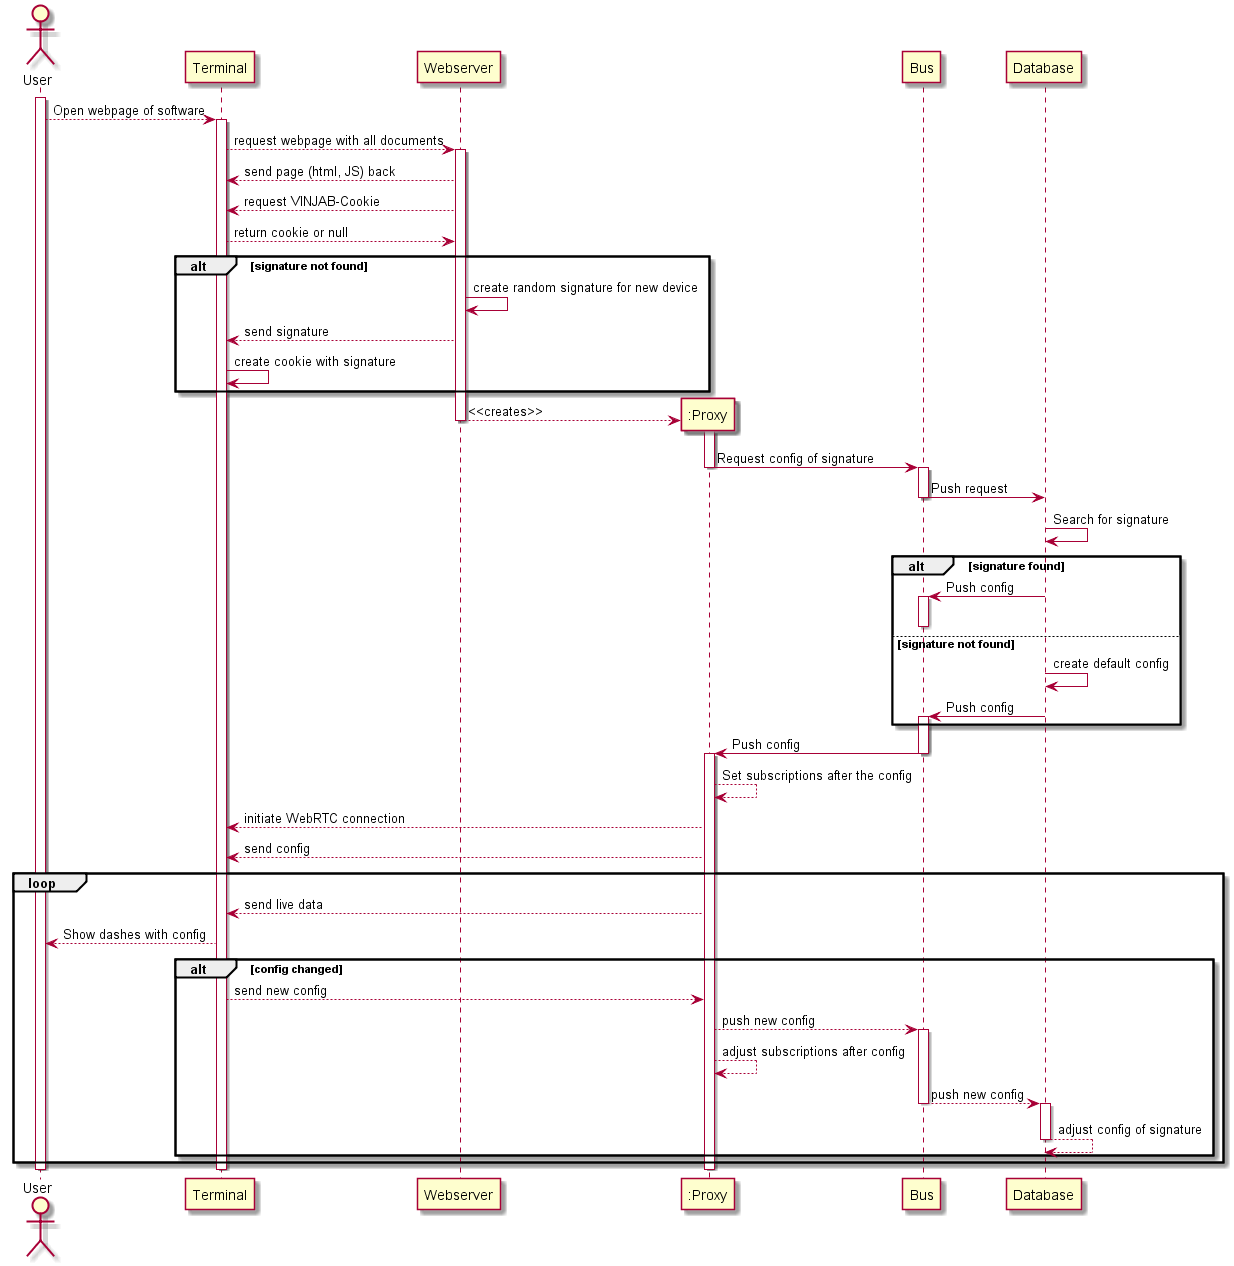 User
Terminal
Webserver
Bus
Database
Open webpage of software
request webpage with all documents
send page (html, JS) back
request VINJAB-Cookie
return cookie or null
alt [signature not found]
create random signature for new device
send signature
create cookie with signature
<<creates>>
:Proxy
Request config of signature
Push request
Search for signature
alt [signature found]
Push config
[signature not found]
create default config
Push config
Push config
Set subscriptions after the config
initiate WebRTC connection
send config
loop
send live data
Show dashes with config
alt [config changed]
send new config
push new config
adjust subscriptions after config
push new config
adjust config of signature
User
Terminal
Webserver
:Proxy
Bus
Database